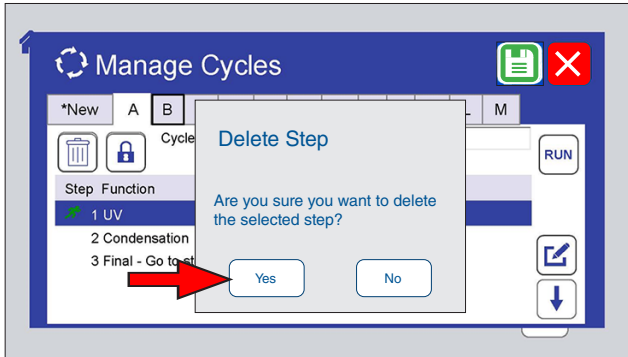 Manage Cycles
*New A B M
Cycle
RUN
Step Function
1 UV
2 Condensation
3 Final - Go to st
Delete Step
Are you sure you want to delete
the selected step?
Yes No